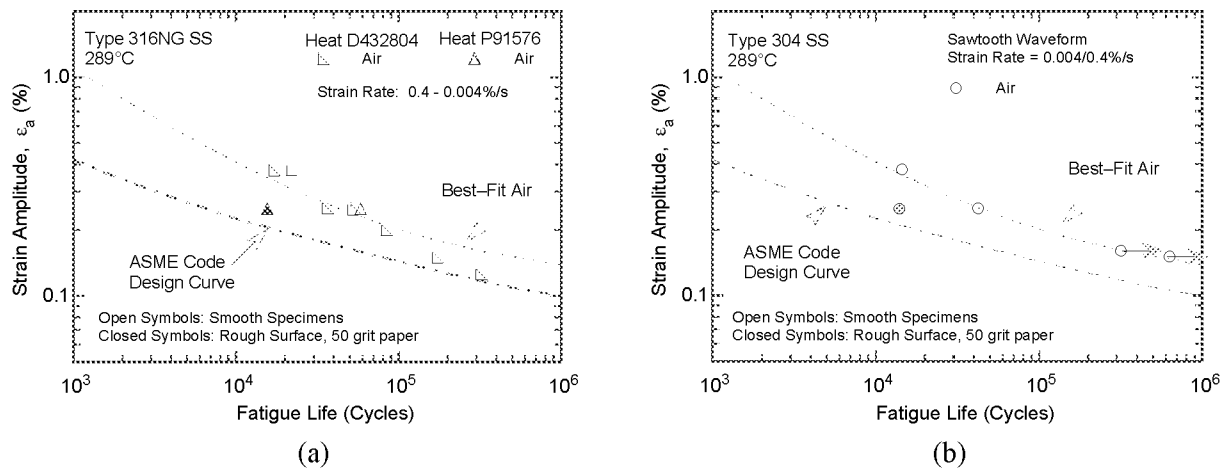 (a)
Type 316NG SS
289°C
Heat D432804 Heat P91576
Air Air
Strain Rate: 0.4 - 0.004%/s
Best–Fit Air
ASME Code
Design Curve
Open Symbols: Smooth Specimens
Closed Symbols: Rough Surface, 50 grit paper
Strain Amplitude, εa (%)
1.0
0.1
10³ 10⁴ 10⁵ 10⁶
Fatigue Life (Cycles)
(a)
(b)
Type 304 SS
289°C
Sawtooth Waveform
Strain Rate = 0.004/0.4%/s
Air
Best–Fit Air
ASME Code
Design Curve
Open Symbols: Smooth Specimens
Closed Symbols: Rough Surface, 50 grit paper
Strain Amplitude, εa (%)
1.0
0.1
10³ 10⁴ 10⁵ 10⁶
Fatigue Life (Cycles)
(b)